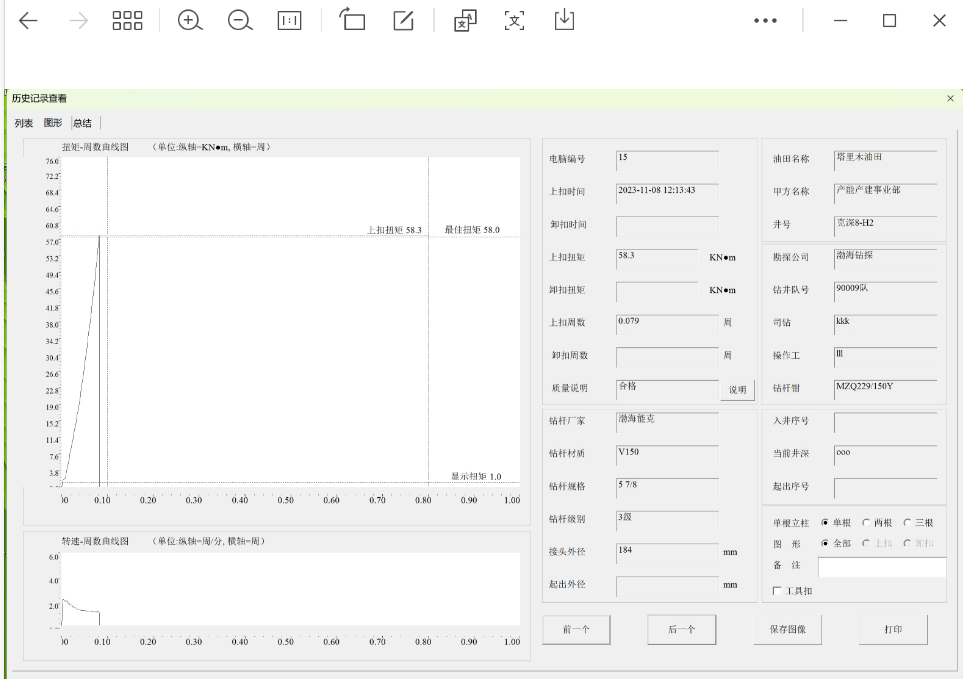 历史记录查看
列表 图形 总结
扭矩-周数曲线图 （单位:纵轴=KN●m, 横轴=周）
76.0
72.2
68.4
64.6
60.8
57.0
53.2
49.4
45.6
41.8
38.0
34.2
30.4
26.6
22.8
19.0
15.2
11.4
7.6
3.8
上扣扭矩 58.3 最佳扭矩 58.0
显示扭矩 1.0
00 0.10 0.20 0.30 0.40 0.50 0.60 0.70 0.80 0.90 1.00
转速-周数曲线图 （单位:纵轴=周/分, 横轴=周）
6.0
4.0
2.0
00 0.10 0.20 0.30 0.40 0.50 0.60 0.70 0.80 0.90 1.00
电脑编号 15
上扣时间 2023-11-08 12:13:43
卸扣时间
上扣扭矩 58.3 KN●m
卸扣扭矩 KN●m
上扣周数 0.079 周
卸扣周数 周
质量说明 合格 说明
钻杆厂家 渤海能克
钻杆材质 V150
钻杆规格 5 7/8
钻杆级别 3级
接头外径 184 mm
起出外径 mm
油田名称 塔里木油田
甲方名称 产能产建事业部
井号 克深8-H2
勘探公司 渤海钻探
钻井队号 90009队
司钻 kkk
操作工 lll
钻杆钳 MZQ229/150Y
入井序号
当前井深 ooo
起出序号
单根立柱 单根 两根 三根
图 形 全部 上扣 卸扣
备 注
工具扣
前一个 后一个 保存图像 打印